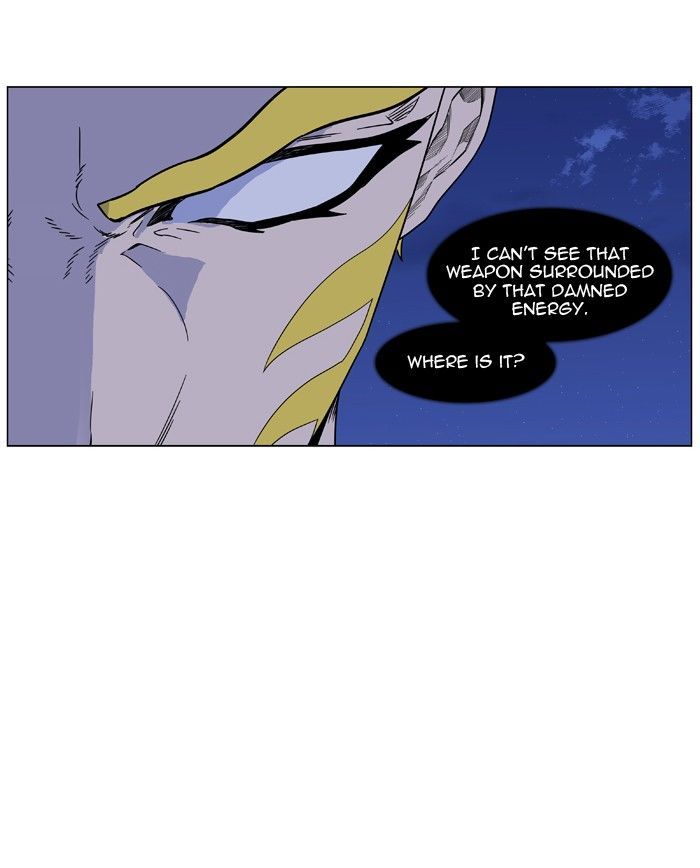 I CAN'T SEE THAT
WEAPON SURROUNDED
BY THAT DAMNED
ENERGY.
WHERE IS IT?